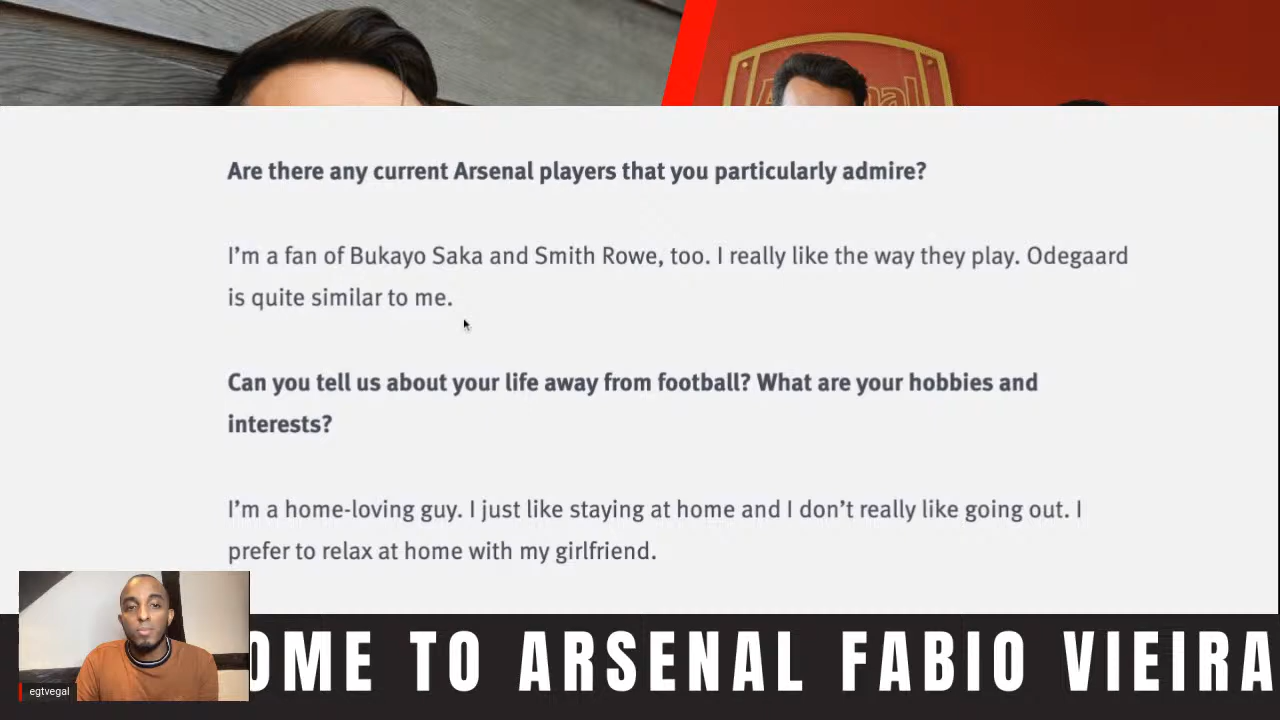 Arsenal
Are there any current Arsenal players that you particularly admire?
I'm a fan of Bukayo Saka and Smith Rowe, too. I really like the way they play. Odegaard
is quite similar to me.
Can you tell us about your life away from football? What are your hobbies and
interests?
I'm a home-loving guy. I just like staying at home and I don't really like going out. I
prefer to relax at home with my girlfriend.
egtvegal
OME TO ARSENAL FABIO VIEIRA